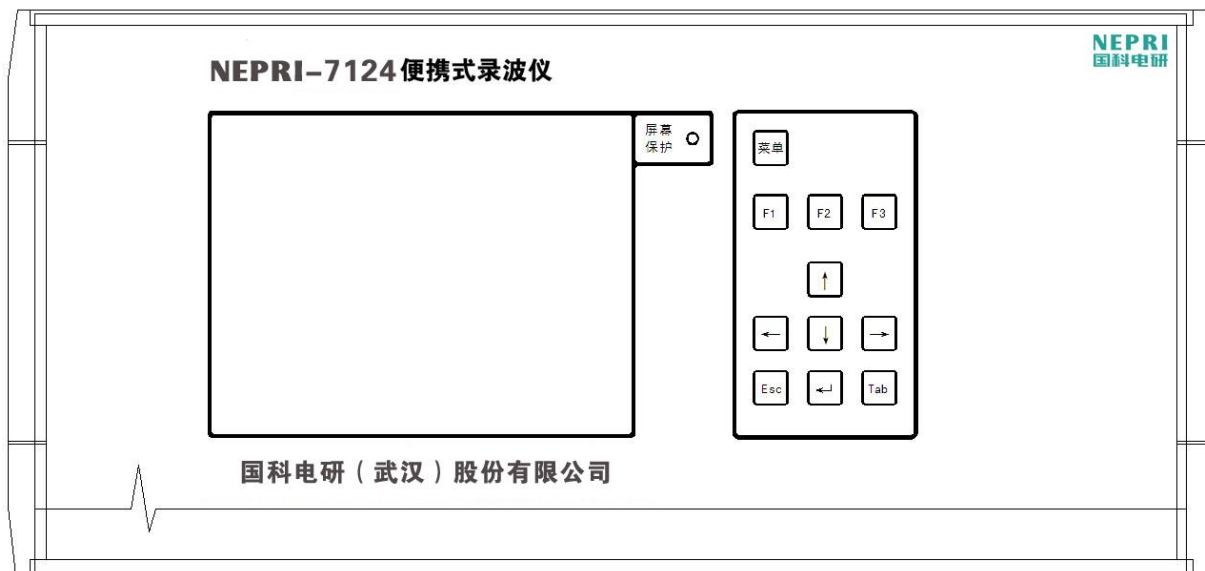 NEPRI
国科电研
NEPRI-7124便携式录波仪
屏幕
保护
菜单
F1 F2 F3
↑
← ↓ →
Esc ↵ Tab
国科电研（武汉）股份有限公司